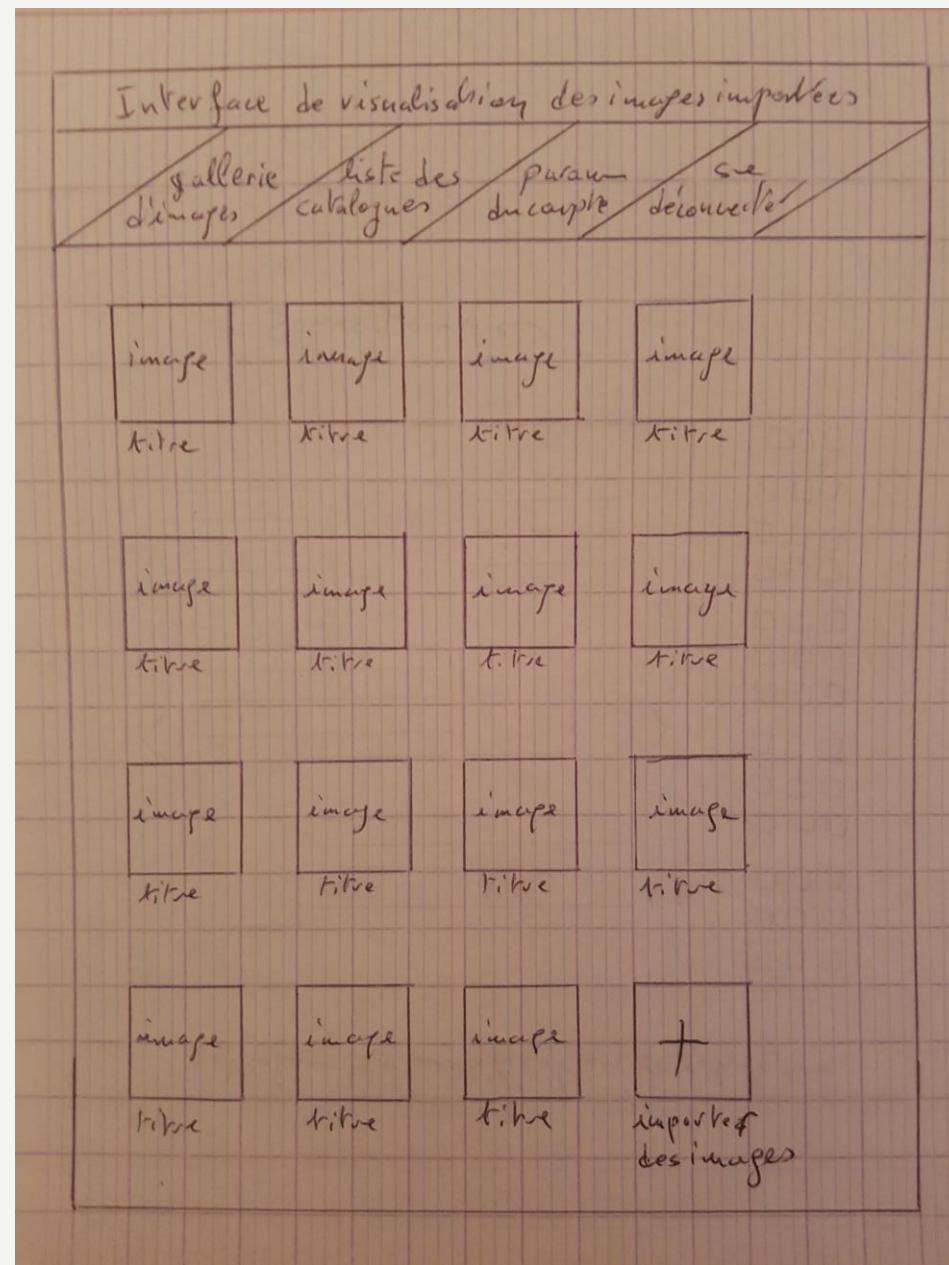 Interface de visualisation des images importées
gallerie d'images
liste des catalogues
param du compte
se déconnecter
image image image image
titre titre titre titre
image image image image
titre titre titre titre
image image image image
titre titre titre titre
image image image +
titre titre titre importer
des images